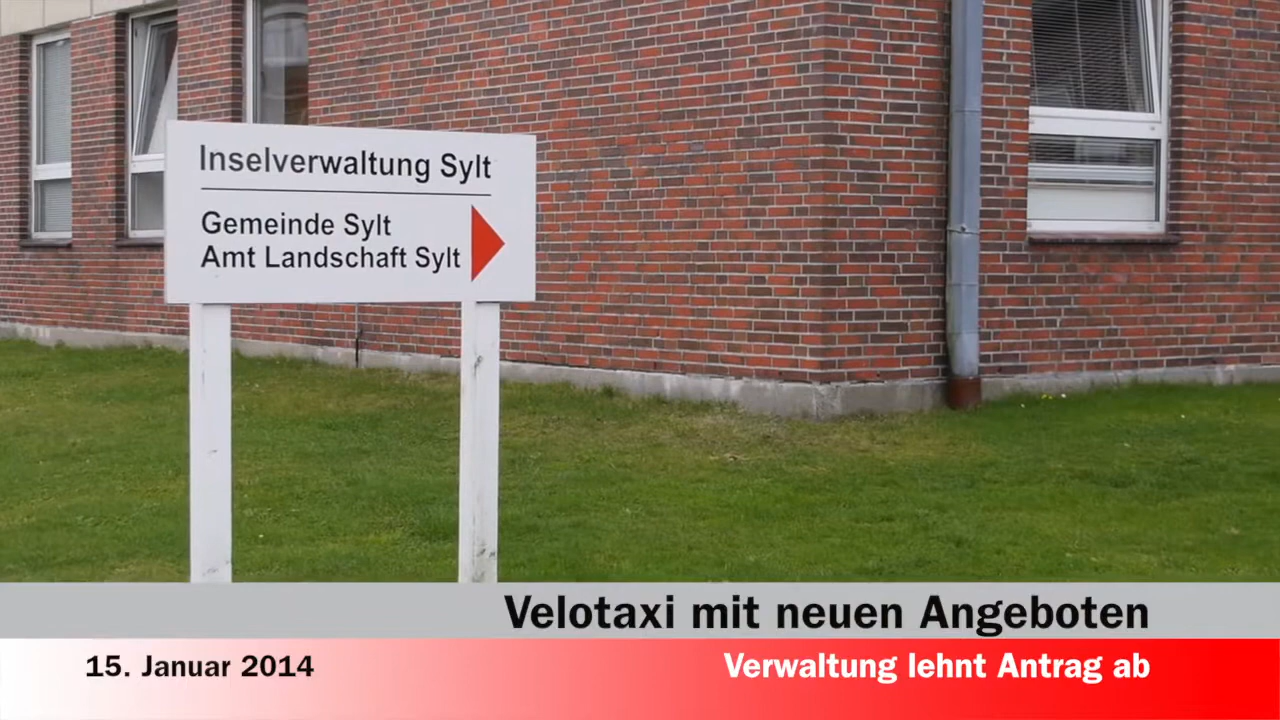 Inselverwaltung Sylt
Gemeinde Sylt
Amt Landschaft Sylt
Velotaxi mit neuen Angeboten
15. Januar 2014
Verwaltung lehnt Antrag ab